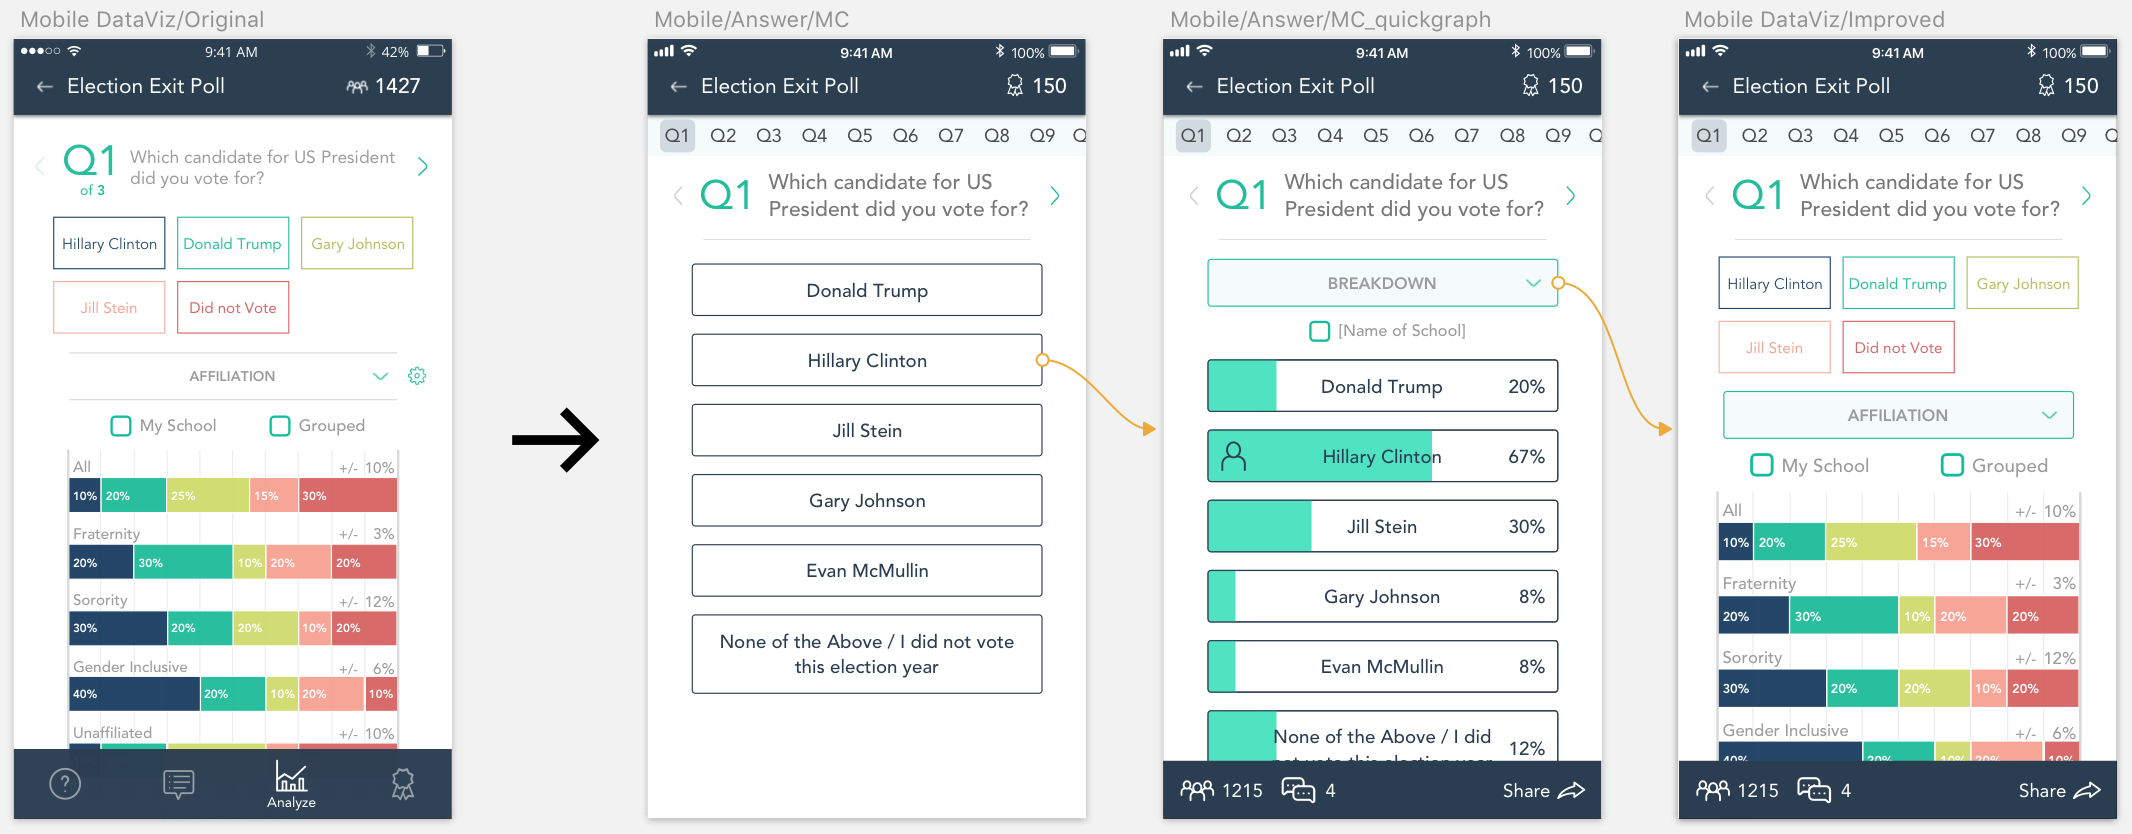 Mobile DataViz/Original
9:41 AM
42%
Election Exit Poll
1427
Q1
of 3
Which candidate for US President
did you vote for?
Hillary Clinton
Donald Trump
Gary Johnson
Jill Stein
Did not Vote
AFFILIATION
My School
Grouped
All
+/- 10%
10% 20% 25% 15% 30%
Fraternity
+/- 3%
20% 30% 10% 20% 20%
Sorority
+/- 12%
30% 20% 20% 10% 20%
Gender Inclusive
+/- 6%
40% 20% 10% 20% 10%
Unaffiliated
+/- 10%
?
Analyze
Mobile/Answer/MC
9:41 AM
100%
Election Exit Poll
150
Q1 Q2 Q3 Q4 Q5 Q6 Q7 Q8 Q9 Q
Q1
Which candidate for US
President did you vote for?
Donald Trump
Hillary Clinton
Jill Stein
Gary Johnson
Evan McMullin
None of the Above / I did not vote
this election year
Mobile/Answer/MC_quickgraph
9:41 AM
100%
Election Exit Poll
150
Q1 Q2 Q3 Q4 Q5 Q6 Q7 Q8 Q9 Q
Q1
Which candidate for US
President did you vote for?
BREAKDOWN
[Name of School]
Donald Trump 20%
Hillary Clinton 67%
Jill Stein 30%
Gary Johnson 8%
Evan McMullin 8%
None of the Above / I did
not vote this election year
12%
1215
4
Share
Mobile DataViz/Improved
9:41 AM
100%
Election Exit Poll
150
Q1 Q2 Q3 Q4 Q5 Q6 Q7 Q8 Q9 Q
Q1
Which candidate for US
President did you vote for?
Hillary Clinton
Donald Trump
Gary Johnson
Jill Stein
Did not Vote
AFFILIATION
My School
Grouped
All
+/- 10%
10% 20% 25% 15% 30%
Fraternity
+/- 3%
20% 30% 10% 20% 20%
Sorority
+/- 12%
30% 20% 20% 10% 20%
Gender Inclusive
+/- 6%
40% 20% 10% 20% 10%
1215
4
Share